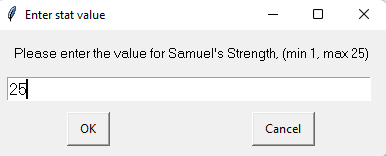 Enter stat value
Please enter the value for Samuel's Strength, (min 1, max 25)
25
OK
Cancel